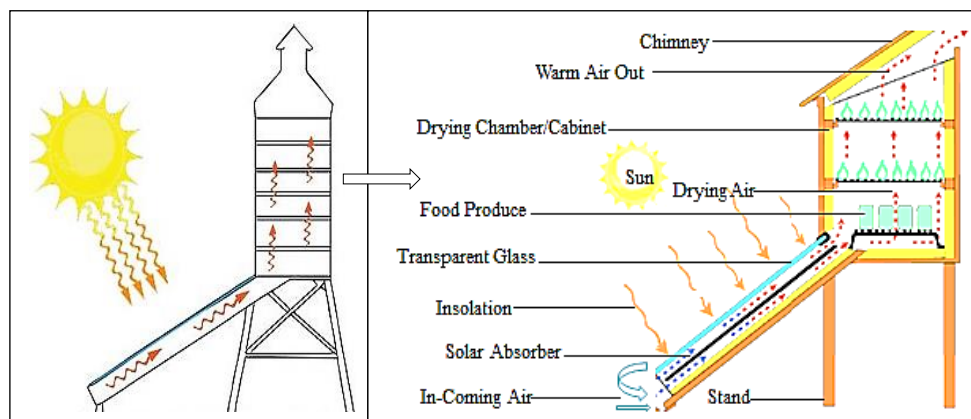 Chimney
Warm Air Out
Drying Chamber/Cabinet
Sun
Drying Air
Food Produce
Transparent Glass
Insolation
Solar Absorber
In-Coming Air
Stand